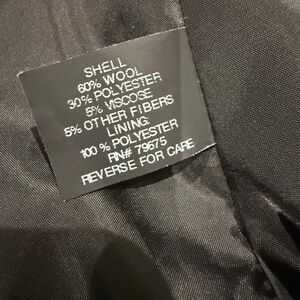 SHELL
60% WOOL
30% POLYESTER
5% VISCOSE
5% OTHER FIBERS
LINING:
100% POLYESTER
RN# 79675
REVERSE FOR CARE